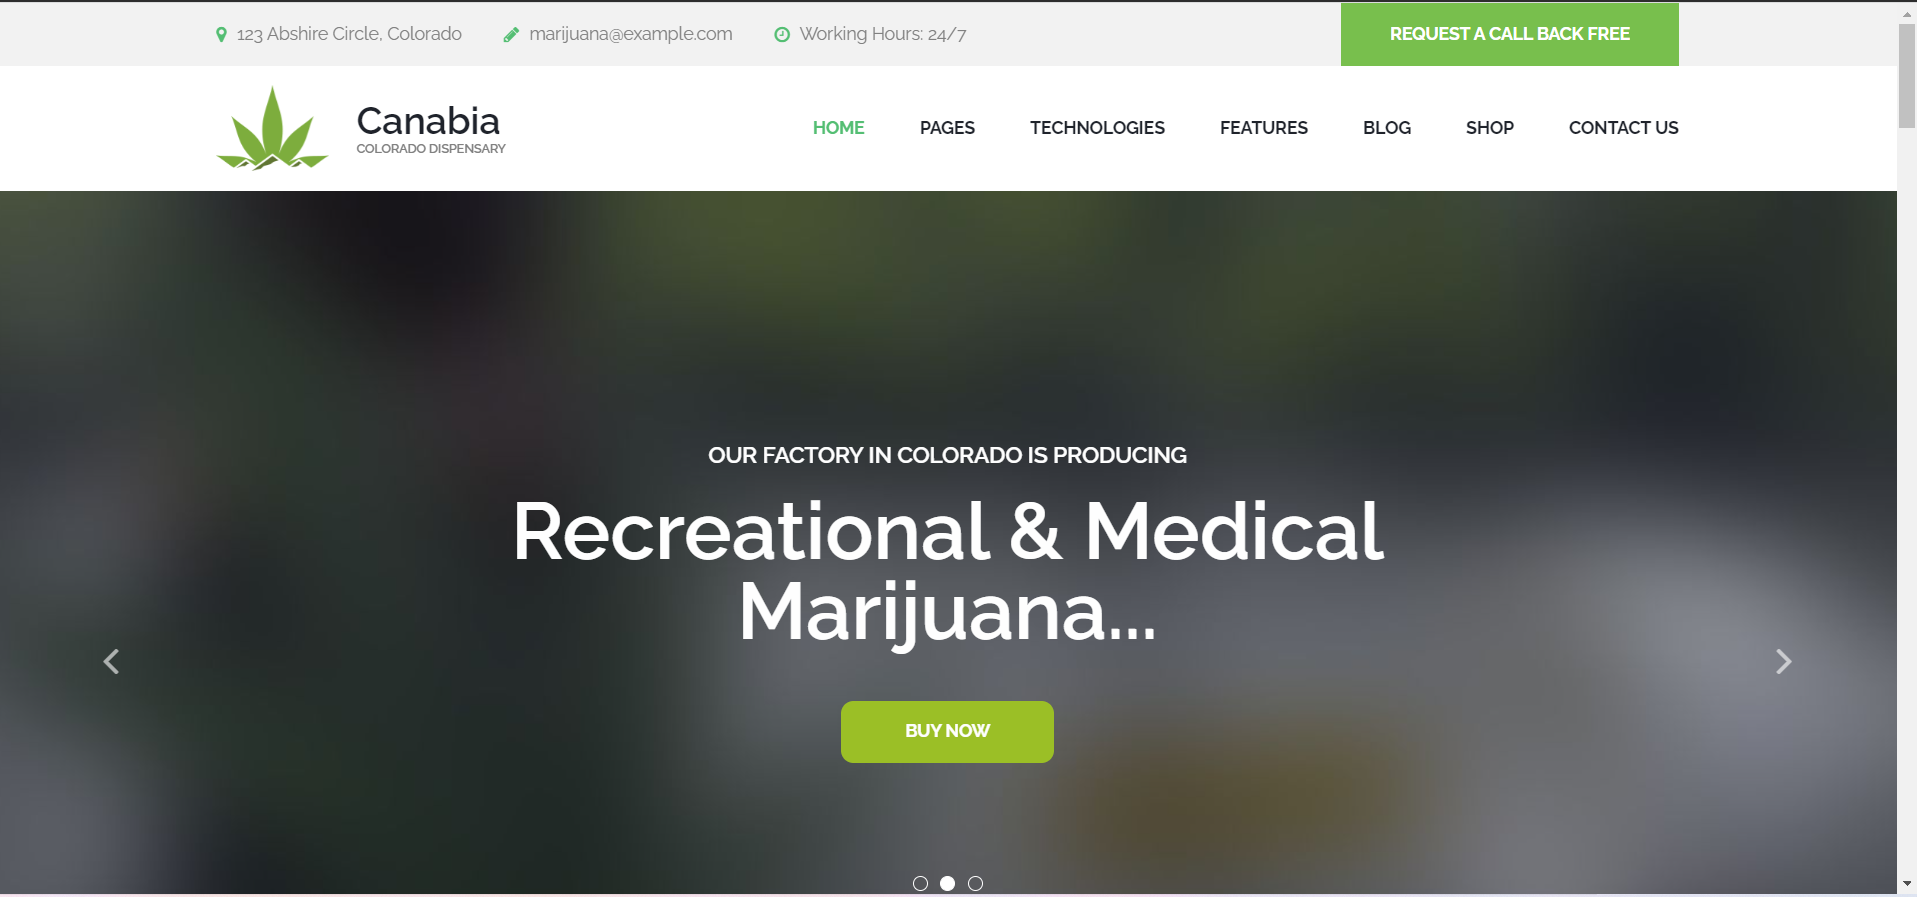 123 Abshire Circle, Colorado
marijuana@example.com
Working Hours: 24/7
REQUEST A CALL BACK FREE
Canabia
COLORADO DISPENSARY
HOME
PAGES
TECHNOLOGIES
FEATURES
BLOG
SHOP
CONTACT US
OUR FACTORY IN COLORADO IS PRODUCING
Recreational & Medical
Marijuana...
BUY NOW